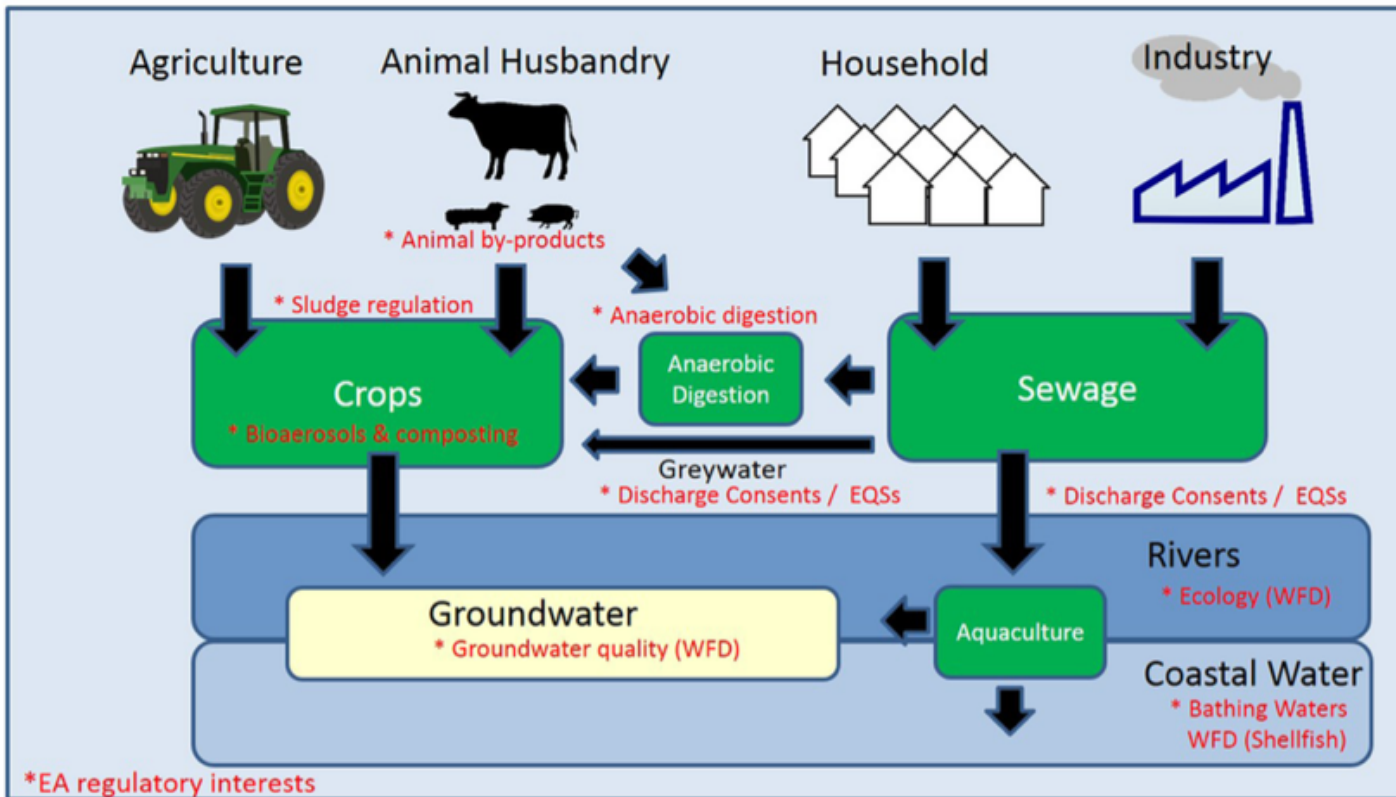 Agriculture
Animal Husbandry
Household
Industry
* Animal by-products
* Sludge regulation
* Anaerobic digestion
Anaerobic
Digestion
Crops
Sewage
* Bioaerosols & composting
Greywater
* Discharge Consents / EQSs
* Discharge Consents / EQSs
Rivers
* Ecology (WFD)
Groundwater
* Groundwater quality (WFD)
Aquaculture
Coastal Water
* Bathing Waters
WFD (Shellfish)
*EA regulatory interests